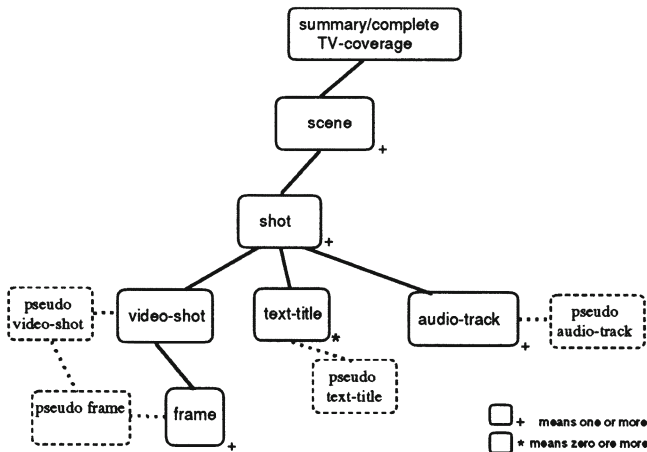 summary/complete
TV-coverage
scene
+
shot
+
pseudo
video-shot
video-shot
text-title
*
audio-track
+
pseudo
audio-track
pseudo
text-title
pseudo frame
frame
+
+ means one or more
* means zero ore more